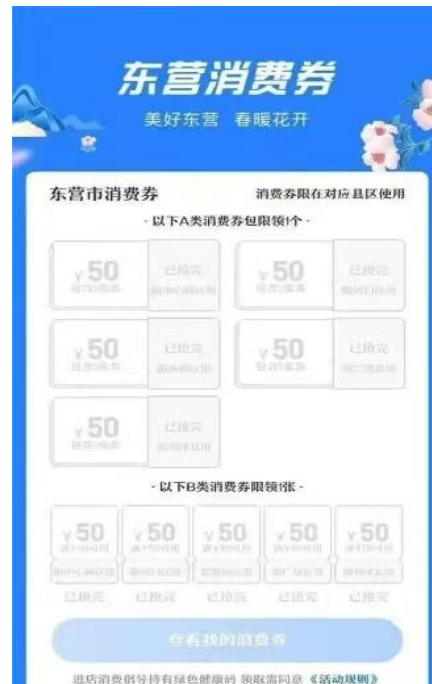 东营消费券
美好东营 春暖花开
东营市消费券 消费券限在对应县区使用
· 以下A类消费券包限领1个 ·
¥50 已抢完 ¥50 已抢完
¥50 已抢完 ¥50 已抢完
¥50 已抢完
· 以下B类消费券限领1张 ·
¥50 ¥50 ¥50 ¥50 ¥50
已抢完 已抢完 已抢完 已抢完 已抢完
查看我的消费券
进店消费倡导持有绿色健康码 领取需同意《活动规则》